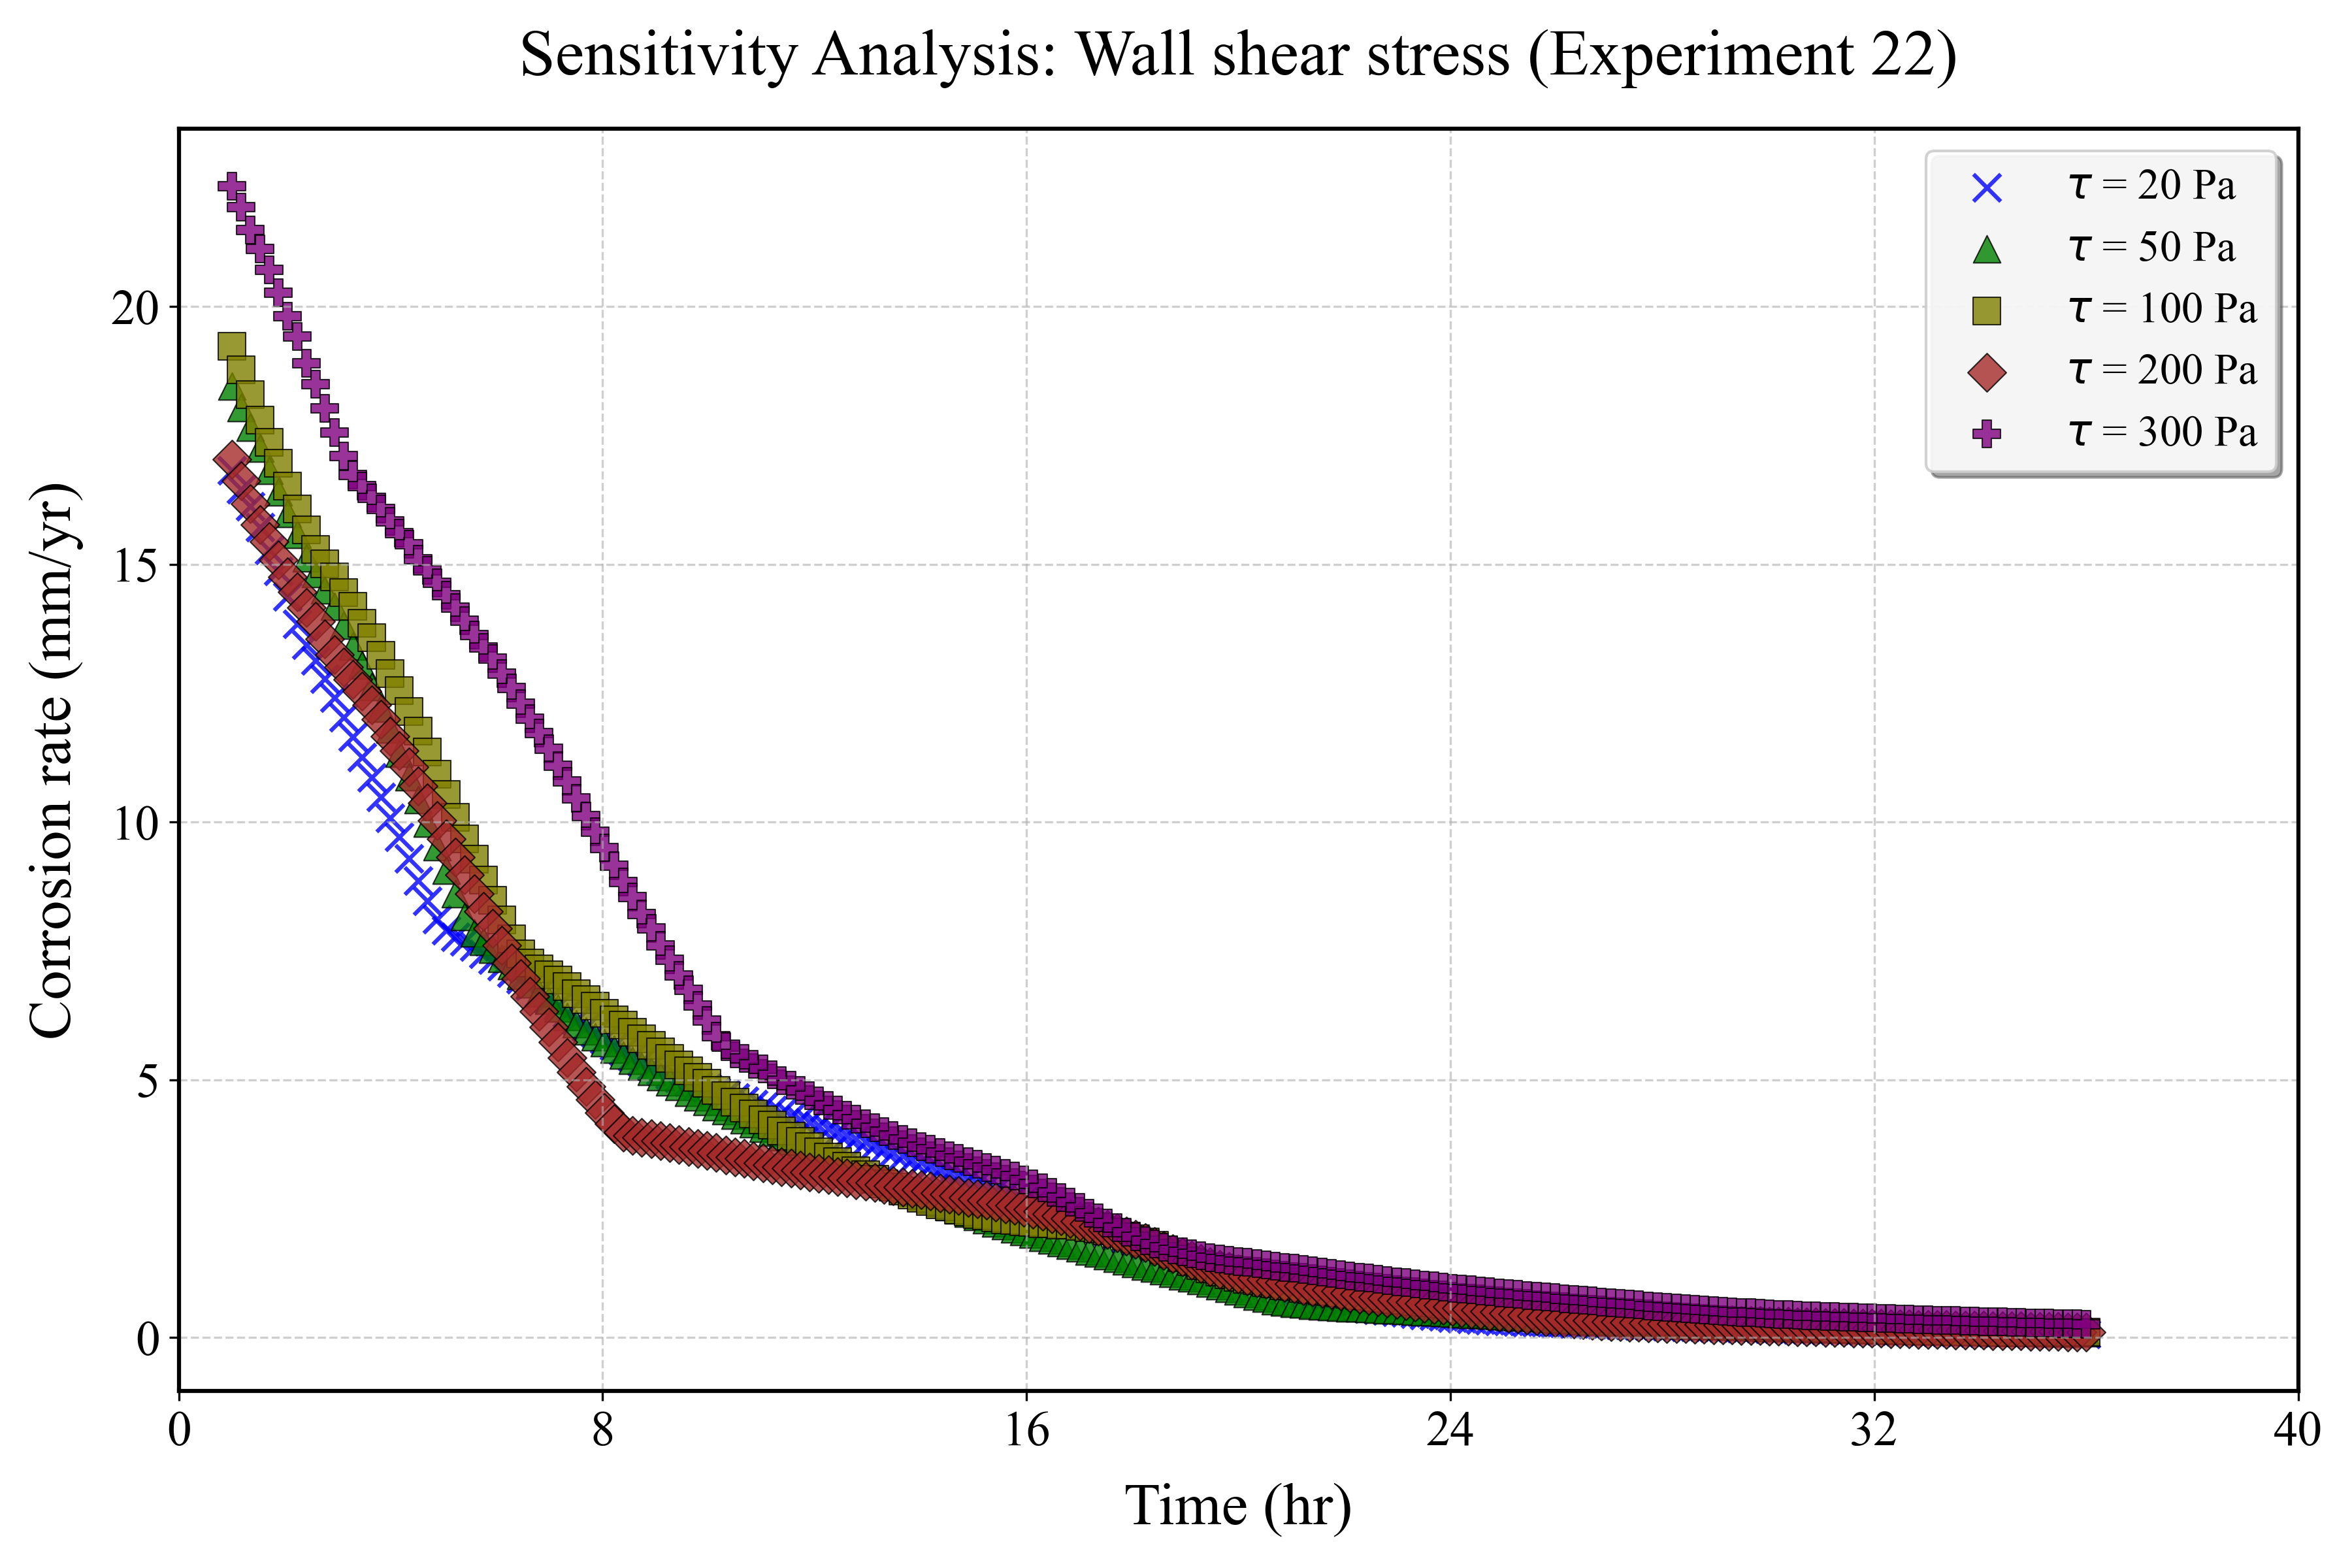 Sensitivity Analysis: Wall shear stress (Experiment 22)
τ = 20 Pa
τ = 50 Pa
τ = 100 Pa
τ = 200 Pa
τ = 300 Pa
Corrosion rate (mm/yr)
20
15
10
5
0
0 8 16 24 32 40
Time (hr)